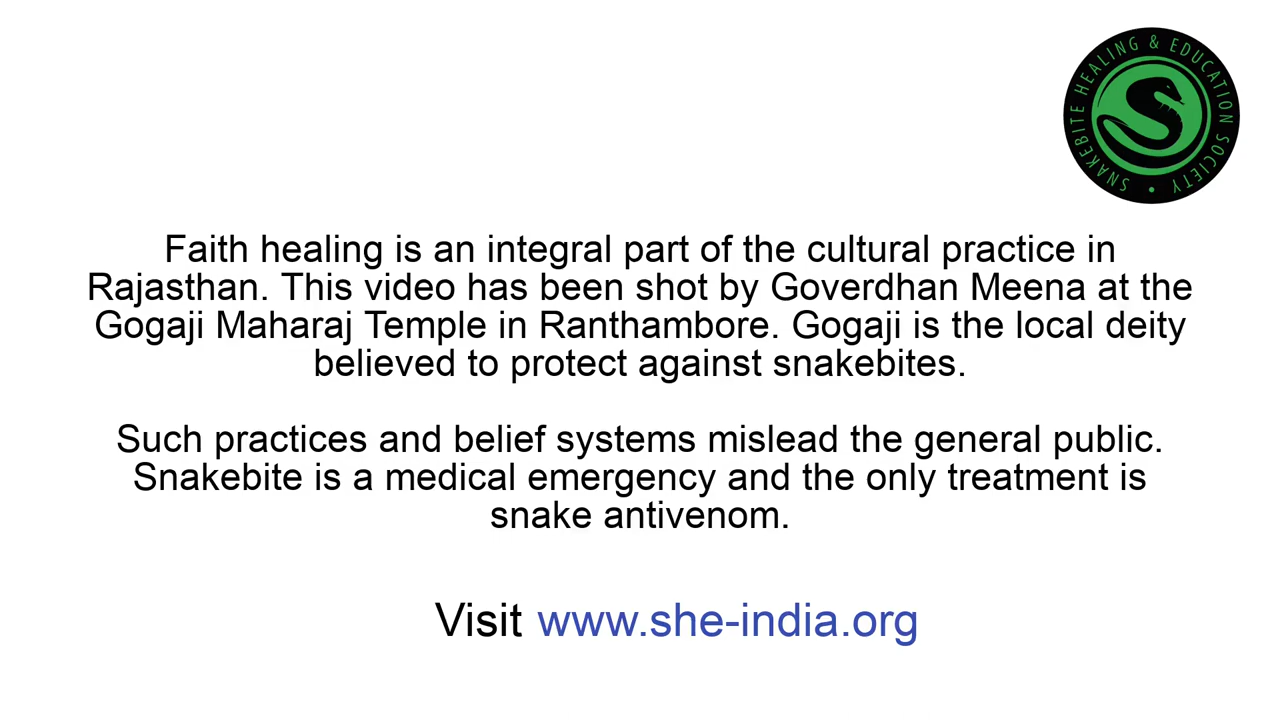 SNAKEBITE HEALING & EDUCATION SOCIETY
Faith healing is an integral part of the cultural practice in
Rajasthan. This video has been shot by Goverdhan Meena at the
Gogaji Maharaj Temple in Ranthambore. Gogaji is the local deity
believed to protect against snakebites.
Such practices and belief systems mislead the general public.
Snakebite is a medical emergency and the only treatment is
snake antivenom.
Visit www.she-india.org